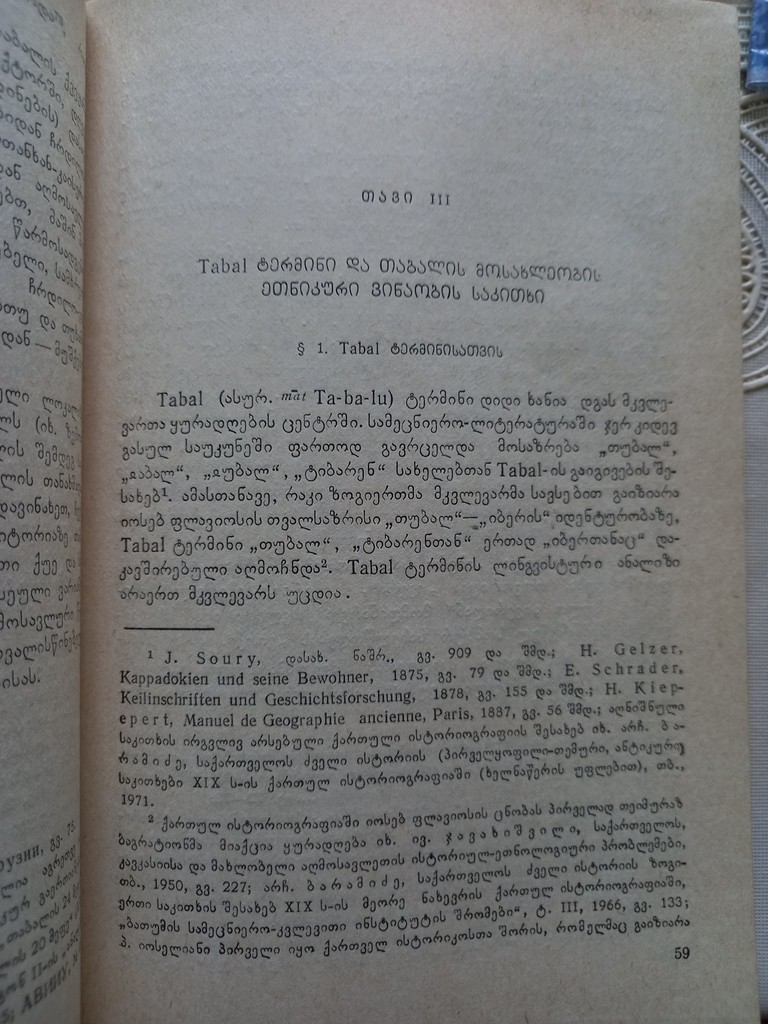 ᲗᲐᲕᲘ III
Tabal ᲢᲔᲠᲛᲘᲜᲘ ᲓᲐ ᲗᲐᲑᲐᲚᲘᲡ ᲛᲝᲡᲐᲮᲚᲔᲝᲑᲘᲡ
ᲔᲗᲜᲘᲙᲣᲠᲘ ᲕᲘᲜᲐᲝᲑᲘᲡ ᲡᲐᲙᲘᲗᲮᲘ
§ 1. Tabal ᲢᲔᲠᲛᲘᲜᲘᲡᲐᲗᲕᲘᲡ
Tabal (ასურ. māt Ta-ba-lu) ტერმინი დიდი ხანია დგას მკვლე-
ვართა ყურადღების ცენტრში. სამეცნიერო-ლიტერატურაში ჯერ კიდევ
გასულ საუკუნეში ფართოდ გავრცელდა მოსაზრება „თუბალ“,
„ტიბარენ“ სახელებთან Tabal-ის გაიგივების შე-
სახებ¹. ამასთანავე, რაკი ზოგიერთმა მკვლევარმა სავსებით გაიზიარა
იოსებ ფლავიოსის თვალსაზრისი „თუბალ“—„იბერის“ იდენტურობაზე,
Tabal ტერმინი „თუბალ“, „ტიბარენთან“ ერთად „იბერთანაც“ და-
კავშირებული აღმოჩნდა². Tabal ტერმინის ლინგვისტური ანალიზი
არაერთ მკვლევარს უცდია.
¹ J. Soury, დასახ. ნაშრ., გვ. 909 და შმდ.; H. Gelzer,
Kappadokien und seine Bewohner, 1875, გვ. 79 და შმდ.; E. Schrader,
Keilinschriften und Geschichtsforschung, 1878, გვ. 155 და შმდ.; H. Kiep-
epert, Manuel de Geographie ancienne, Paris, 1887, გვ. 56 შმდ.; აღნიშნული
საკითხის ირგვლივ არსებული ქართული ისტორიოგრაფიის შესახებ იხ. არჩ. ბა-
რამიძე, საქართველოს ძველი ისტორიის (პირველყოფილი-თემური, ანტიკური)
საკითხები XIX ს-ის ქართულ ისტორიოგრაფიაში (ხელნაწერის უფლებით), თბ.,
1971.
² ქართულ ისტორიოგრაფიაში იოსებ ფლავიოსის ცნობას პირველად თეიმურაზ
ბაგრატიონმა მიაქცია ყურადღება იხ. ივ. ჯავახიშვილი, საქართველოს,
კავკასიისა და მახლობელი აღმოსავლეთის ისტორიულ-ეთნოლოგიური პრობლემები,
თბ., 1950, გვ. 227; არჩ. ბარამიძე, საქართველოს ძველი ისტორიის ზოგი-
ერთი საკითხის შესახებ XIX ს-ის მეორე ნახევრის ქართულ ისტორიოგრაფიაში,
„ბათუმის სამეცნიერო-კვლევითი ინსტიტუტის შრომები“, ტ. III, 1966, გვ. 133;
პ. იოსელიანი პირველი იყო ქართველ ისტორიკოსთა შორის, რომელმაც გაიზიარა
59